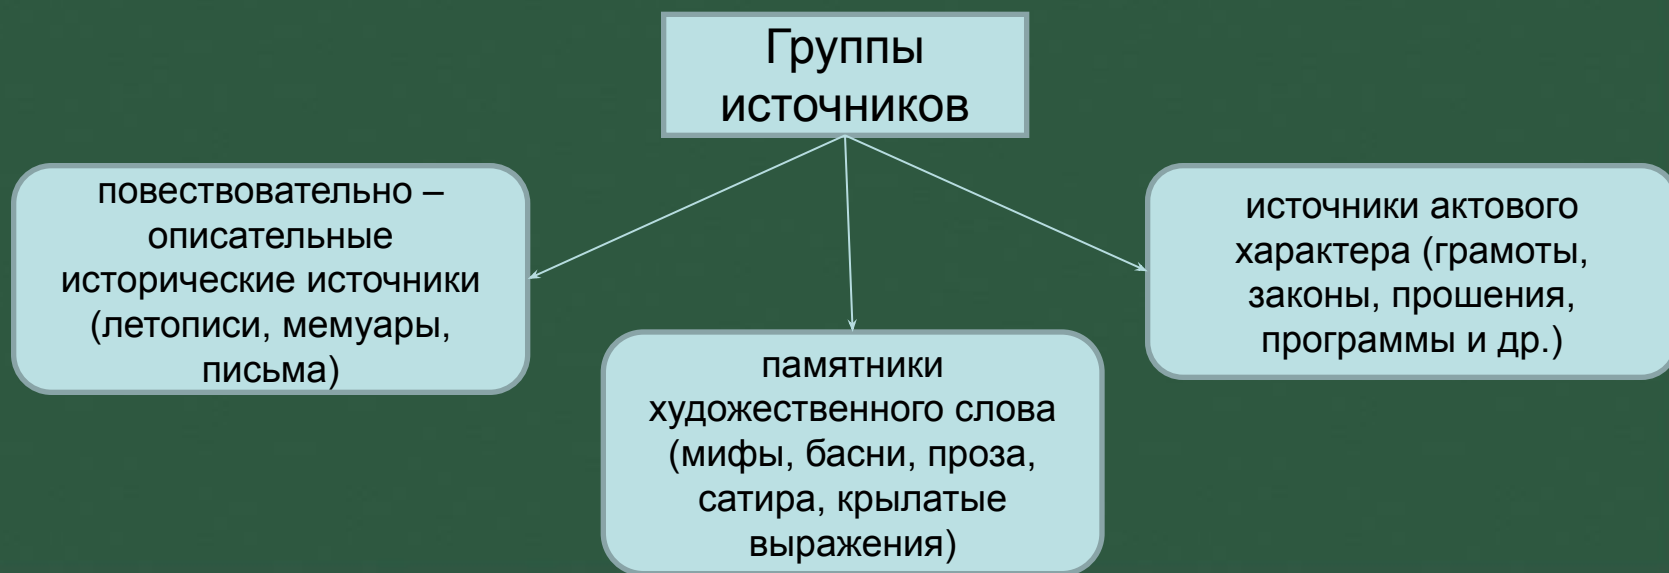 Группы
источников
повествовательно –
описательные
исторические источники
(летописи, мемуары,
письма)
памятники
художественного слова
(мифы, басни, проза,
сатира, крылатые
выражения)
источники актового
характера (грамоты,
законы, прошения,
программы и др.)